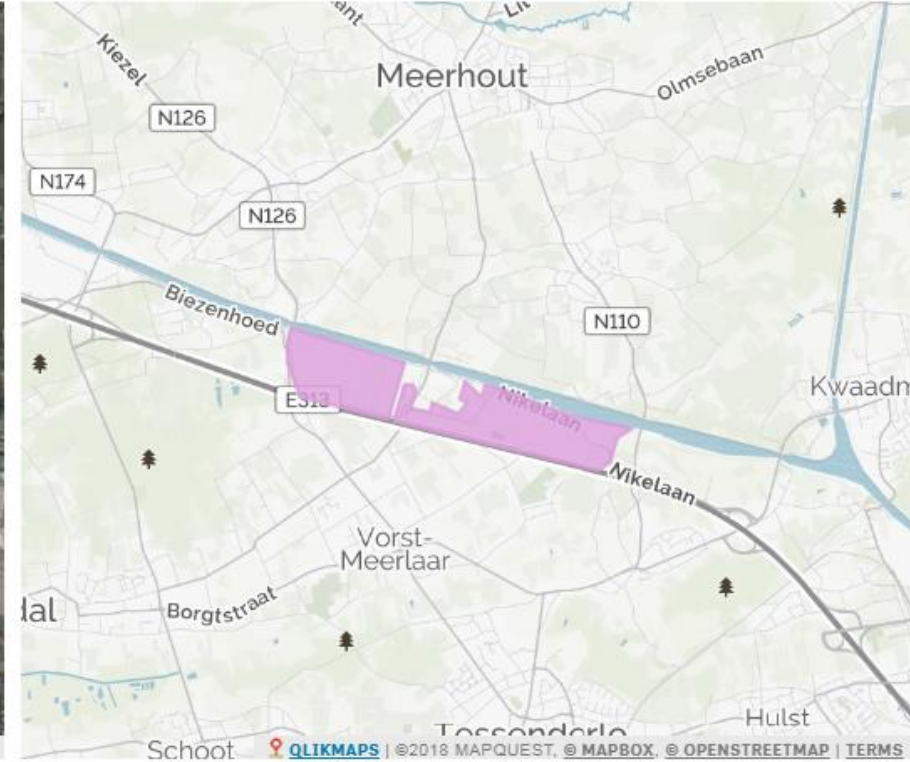 Kiezel
N126
Meerhout
Olmsebaan
N174
N126
Biezenhoed
N110
Kwaadm
E313
Nikelaan
Nikelaan
Vorst-
Meerlaar
Borgtstraat
Hulst
Tessenderlo
Schoot
QLIKMAPS | ©2018 MAPQUEST, © MAPBOX, © OPENSTREETMAP | TERMS